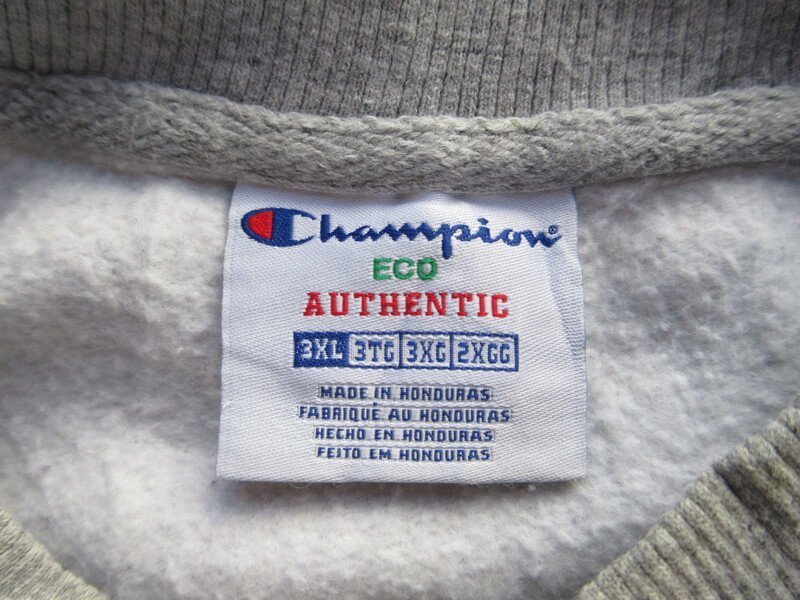 Champion®
ECO
AUTHENTIC
3XL 3TG 3XG 2XGG
MADE IN HONDURAS
FABRIQUÉ AU HONDURAS
HECHO EN HONDURAS
FEITO EM HONDURAS